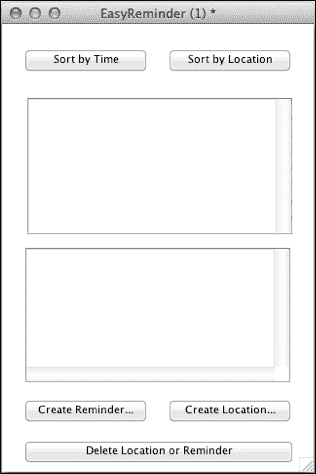 EasyReminder (1) *
Sort by Time Sort by Location
Create Reminder... Create Location...
Delete Location or Reminder